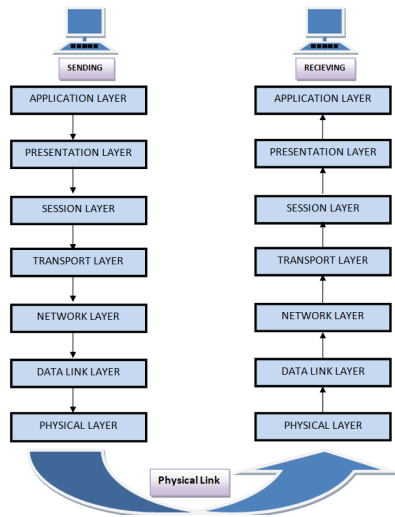 SENDING
APPLICATION LAYER
PRESENTATION LAYER
SESSION LAYER
TRANSPORT LAYER
NETWORK LAYER
DATA LINK LAYER
PHYSICAL LAYER
RECIEVING
APPLICATION LAYER
PRESENTATION LAYER
SESSION LAYER
TRANSPORT LAYER
NETWORK LAYER
DATA LINK LAYER
PHYSICAL LAYER
Physical Link